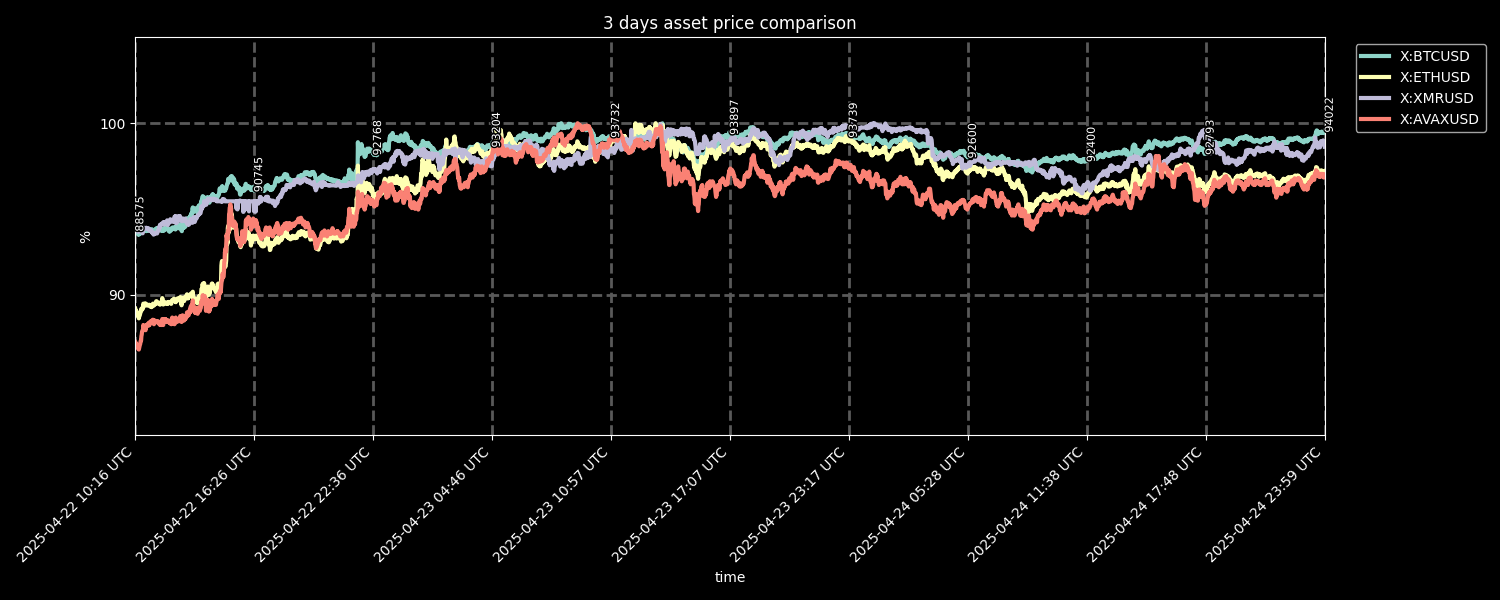 3 days asset price comparison
X:BTCUSD
X:ETHUSD
X:XMRUSD
X:AVAXUSD
100
90
%
88575
90745
92768
93204
93732
93897
93739
92600
92400
92793
94022
2025-04-22 10:16 UTC
2025-04-22 16:26 UTC
2025-04-22 22:36 UTC
2025-04-23 04:46 UTC
2025-04-23 10:57 UTC
2025-04-23 17:07 UTC
2025-04-23 23:17 UTC
2025-04-24 05:28 UTC
2025-04-24 11:38 UTC
2025-04-24 17:48 UTC
2025-04-24 23:59 UTC
time